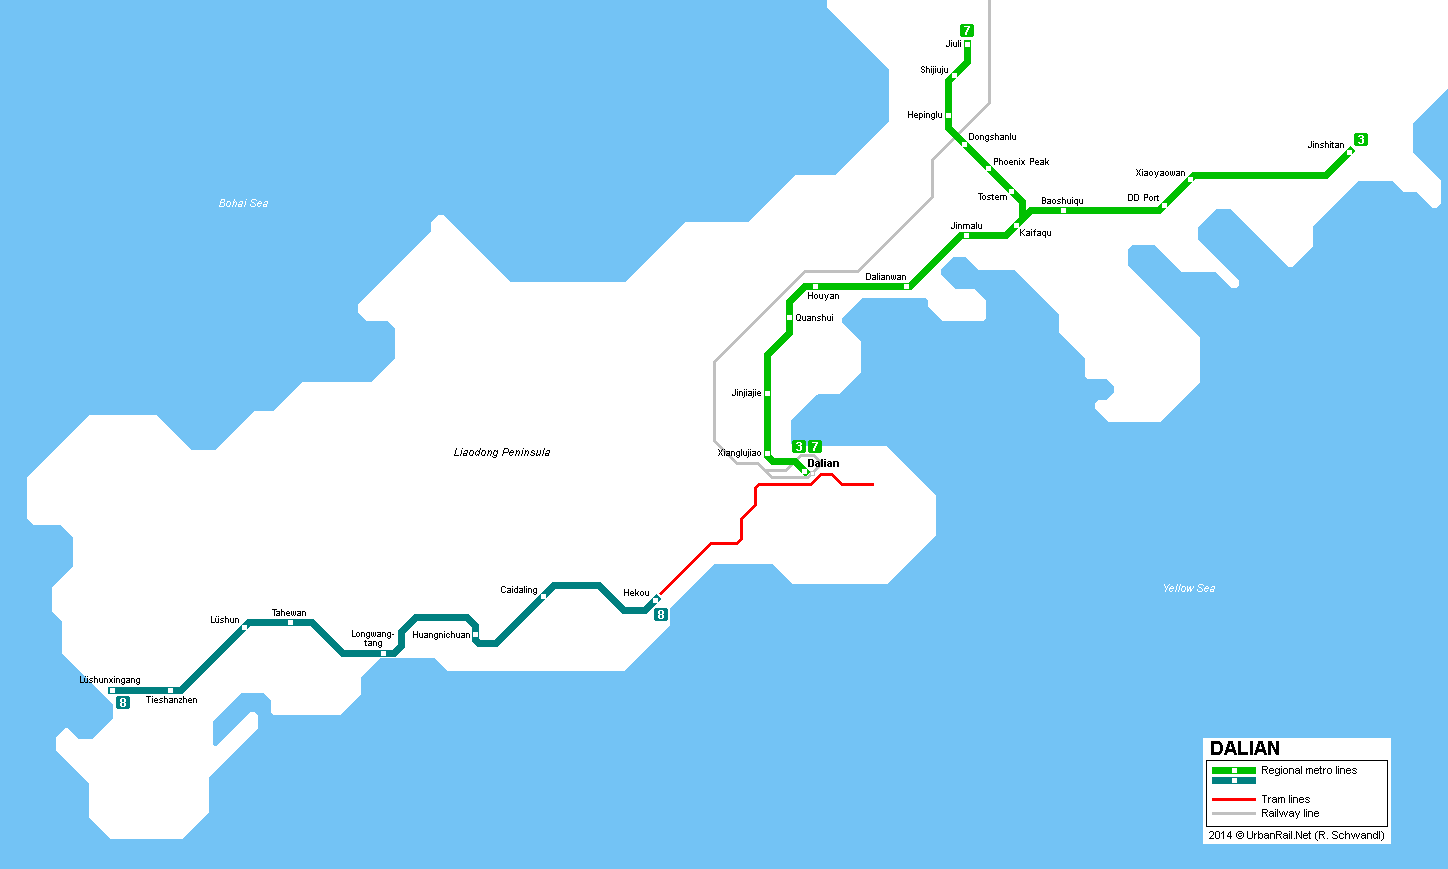 7
Jiuli
Shijiuju
Hepinglu
Dongshanlu
3
Jinshitan
Phoenix Peak
Xiaoyaowan
Tostem
DD Port
Baoshuiqu
Bohai Sea
Jinmalu
Kaifaqu
Dalianwan
Houyan
Quanshui
Jinjiajie
3 7
Xianglujiao
Liaodong Peninsula
Dalian
Yellow Sea
Caidaling
Hekou
8
Tahewan
Lüshun
Longwang-
tang
Huangnichuan
Lüshunxingang
Tieshanzhen
8
DALIAN
Regional metro lines
Tram lines
Railway line
2014 © UrbanRail.Net (R. Schwandl)